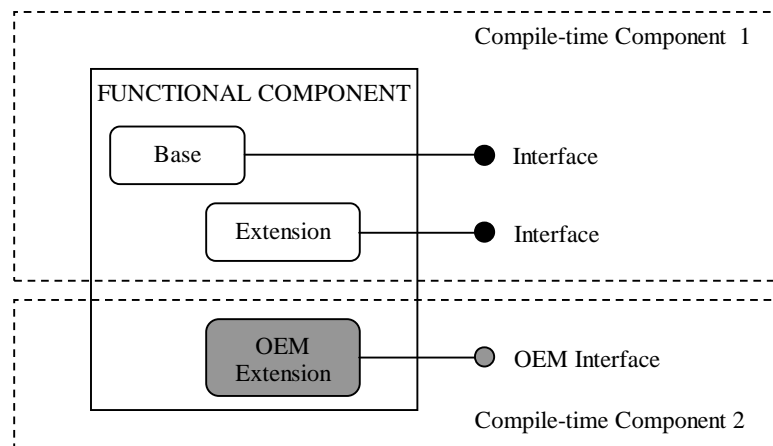 Compile-time Component 1
FUNCTIONAL COMPONENT
Base
Interface
Extension
Interface
OEM
Extension
OEM Interface
Compile-time Component 2